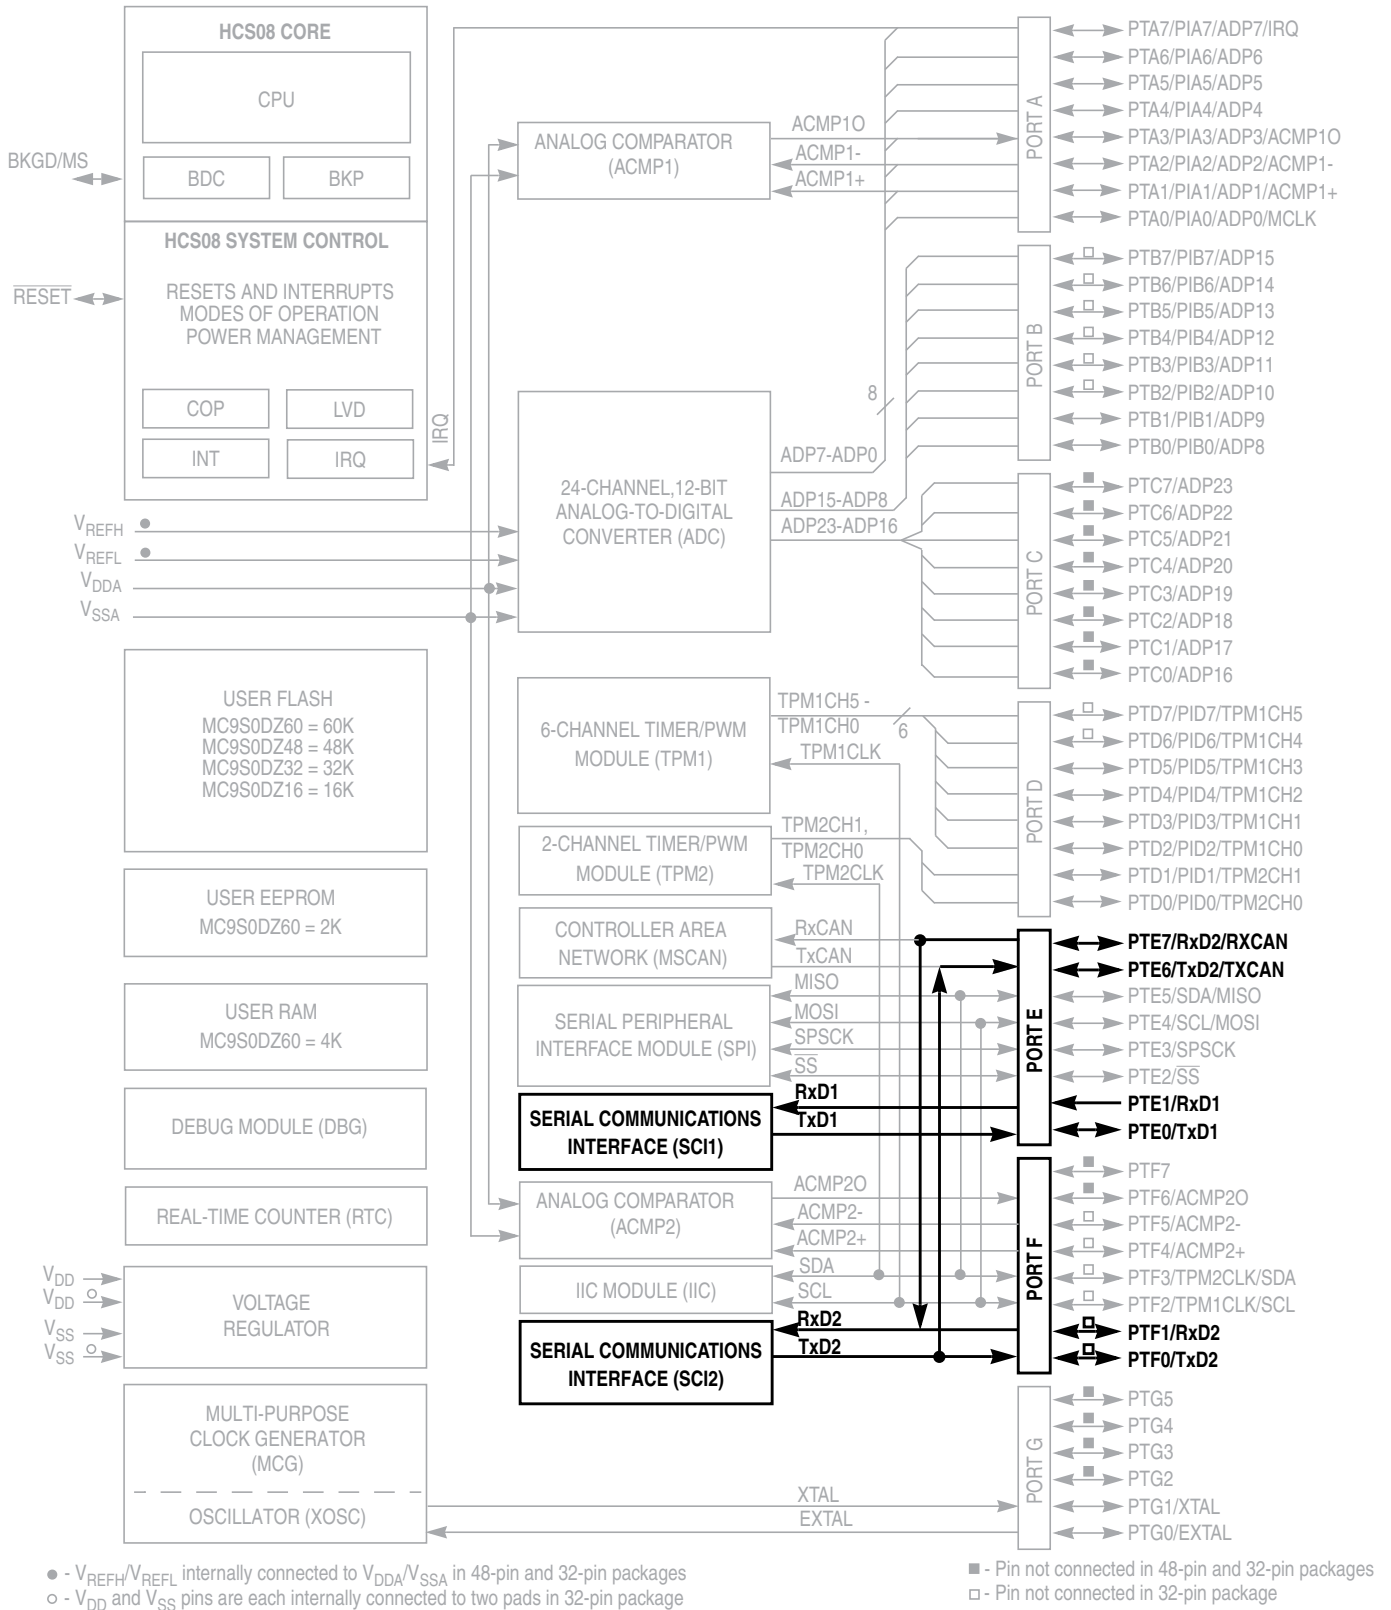 HCS08 CORE
CPU
BDC
BKP
BKGD/MS
HCS08 SYSTEM CONTROL
RESETS AND INTERRUPTS
MODES OF OPERATION
POWER MANAGEMENT
RESET
COP
LVD
INT
IRQ
IRQ
VREFH
VREFL
VDDA
VSSA
USER FLASH
MC9S0DZ60 = 60K
MC9S0DZ48 = 48K
MC9S0DZ32 = 32K
MC9S0DZ16 = 16K
USER EEPROM
MC9S0DZ60 = 2K
USER RAM
MC9S0DZ60 = 4K
DEBUG MODULE (DBG)
REAL-TIME COUNTER (RTC)
VDD
VDD
VSS
VSS
VOLTAGE
REGULATOR
MULTI-PURPOSE
CLOCK GENERATOR
(MCG)
OSCILLATOR (XOSC)
ANALOG COMPARATOR
(ACMP1)
ACMP1O
ACMP1-
ACMP1+
24-CHANNEL,12-BIT
ANALOG-TO-DIGITAL
CONVERTER (ADC)
8
ADP7-ADP0
ADP15-ADP8
ADP23-ADP16
6-CHANNEL TIMER/PWM
MODULE (TPM1)
TPM1CH5 -
TPM1CH0
6
TPM1CLK
2-CHANNEL TIMER/PWM
MODULE (TPM2)
TPM2CH1,
TPM2CH0
TPM2CLK
CONTROLLER AREA
NETWORK (MSCAN)
RxCAN
TxCAN
SERIAL PERIPHERAL
INTERFACE MODULE (SPI)
MISO
MOSI
SPSCK
SS
SERIAL COMMUNICATIONS
INTERFACE (SCI1)
RxD1
TxD1
ANALOG COMPARATOR
(ACMP2)
ACMP2O
ACMP2-
ACMP2+
IIC MODULE (IIC)
SDA
SCL
SERIAL COMMUNICATIONS
INTERFACE (SCI2)
RxD2
TxD2
XTAL
EXTAL
PORT A
PTA7/PIA7/ADP7/IRQ
PTA6/PIA6/ADP6
PTA5/PIA5/ADP5
PTA4/PIA4/ADP4
PTA3/PIA3/ADP3/ACMP1O
PTA2/PIA2/ADP2/ACMP1-
PTA1/PIA1/ADP1/ACMP1+
PTA0/PIA0/ADP0/MCLK
PORT B
PTB7/PIB7/ADP15
PTB6/PIB6/ADP14
PTB5/PIB5/ADP13
PTB4/PIB4/ADP12
PTB3/PIB3/ADP11
PTB2/PIB2/ADP10
PTB1/PIB1/ADP9
PTB0/PIB0/ADP8
PORT C
PTC7/ADP23
PTC6/ADP22
PTC5/ADP21
PTC4/ADP20
PTC3/ADP19
PTC2/ADP18
PTC1/ADP17
PTC0/ADP16
PORT D
PTD7/PID7/TPM1CH5
PTD6/PID6/TPM1CH4
PTD5/PID5/TPM1CH3
PTD4/PID4/TPM1CH2
PTD3/PID3/TPM1CH1
PTD2/PID2/TPM1CH0
PTD1/PID1/TPM2CH1
PTD0/PID0/TPM2CH0
PORT E
PTE7/RxD2/RXCAN
PTE6/TxD2/TXCAN
PTE5/SDA/MISO
PTE4/SCL/MOSI
PTE3/SPSCK
PTE2/SS
PTE1/RxD1
PTE0/TxD1
PORT F
PTF7
PTF6/ACMP2O
PTF5/ACMP2-
PTF4/ACMP2+
PTF3/TPM2CLK/SDA
PTF2/TPM1CLK/SCL
PTF1/RxD2
PTF0/TxD2
PORT G
PTG5
PTG4
PTG3
PTG2
PTG1/XTAL
PTG0/EXTAL
● - VREFH/VREFL internally connected to VDDA/VSSA in 48-pin and 32-pin packages
○ - VDD and VSS pins are each internally connected to two pads in 32-pin package
■ - Pin not connected in 48-pin and 32-pin packages
□ - Pin not connected in 32-pin package